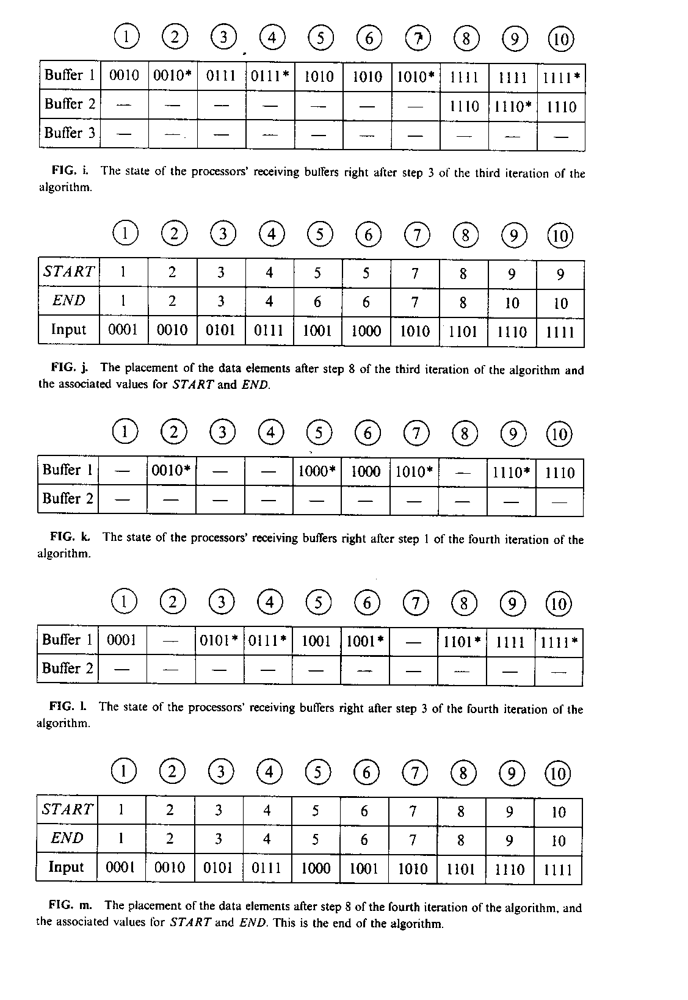 1 2 3 4 5 6 7 8 9 10
Buffer 1 0010 0010* 0111 0111* 1010 1010 1010* 1111 1111 1111*
Buffer 2 — — — — — — — 1110 1110* 1110
Buffer 3 — — — — — — — — — —
FIG. i. The state of the processors' receiving buffers right after step 3 of the third iteration of the
algorithm.
1 2 3 4 5 6 7 8 9 10
START 1 2 3 4 5 5 7 8 9 9
END 1 2 3 4 6 6 7 8 10 10
Input 0001 0010 0101 0111 1001 1000 1010 1101 1110 1111
FIG. j. The placement of the data elements after step 8 of the third iteration of the algorithm and
the associated values for START and END.
1 2 3 4 5 6 7 8 9 10
Buffer 1 — 0010* — — 1000* 1000 1010* — 1110* 1110
Buffer 2 — — — — — — — — — —
FIG. k. The state of the processors' receiving buffers right after step 1 of the fourth iteration of the
algorithm.
1 2 3 4 5 6 7 8 9 10
Buffer 1 0001 — 0101* 0111* 1001 1001* — 1101* 1111 1111*
Buffer 2 — — — — — — — — — —
FIG. l. The state of the processors' receiving buffers right after step 3 of the fourth iteration of the
algorithm.
1 2 3 4 5 6 7 8 9 10
START 1 2 3 4 5 6 7 8 9 10
END 1 2 3 4 5 6 7 8 9 10
Input 0001 0010 0101 0111 1000 1001 1010 1101 1110 1111
FIG. m. The placement of the data elements after step 8 of the fourth iteration of the algorithm, and
the associated values for START and END. This is the end of the algorithm.